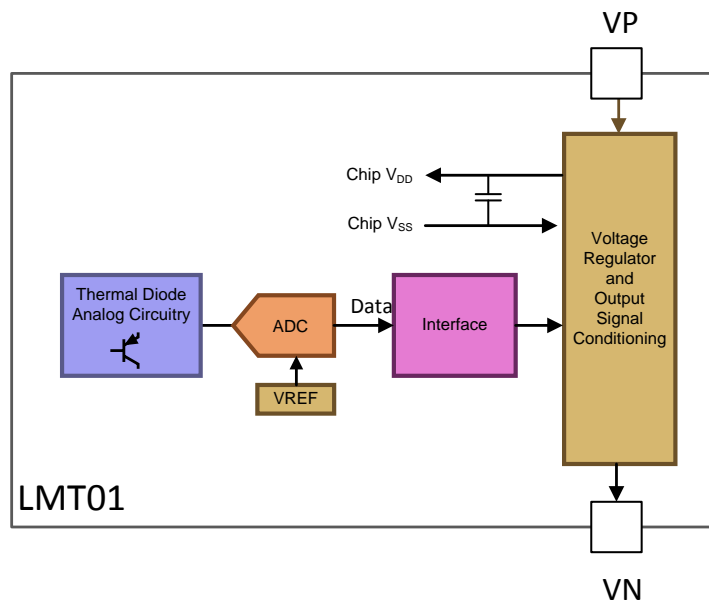 VP
Chip VDD
Chip VSS
Voltage
Regulator
and
Output
Signal
Conditioning
Thermal Diode
Analog Circuitry
ADC
Data
Interface
VREF
LMT01
VN